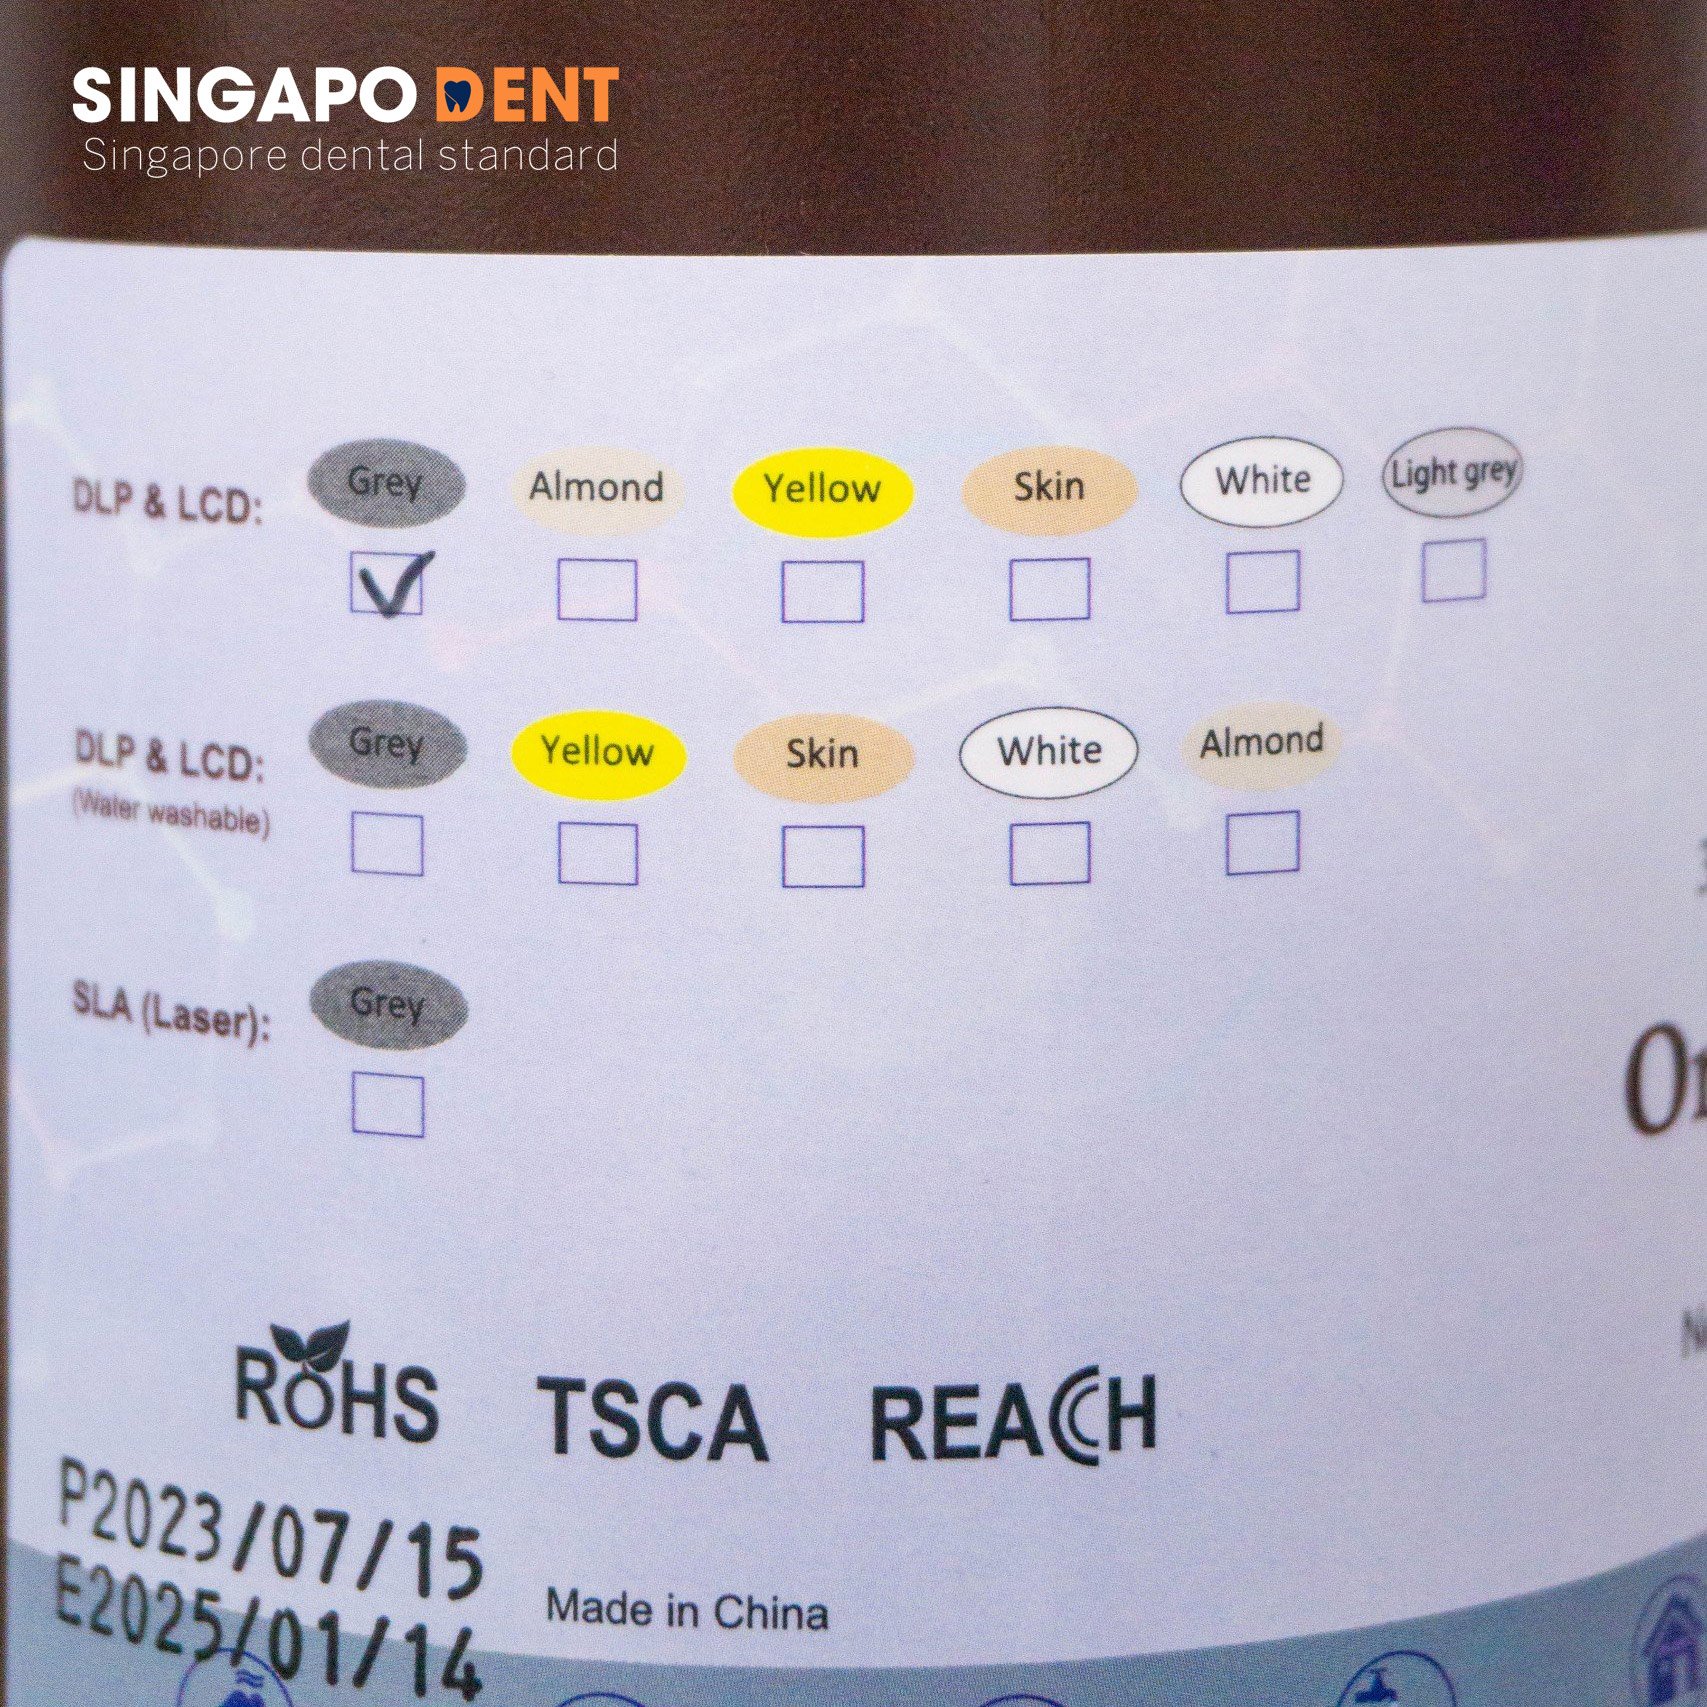 SINGAPO DENT
Singapore dental standard
DLP & LCD: Grey Almond Yellow Skin White Light grey
DLP & LCD: Grey Yellow Skin White Almond
(Water washable)
SLA (Laser): Grey
RoHS TSCA REACH
P2023/07/15
E2025/01/14
Made in China